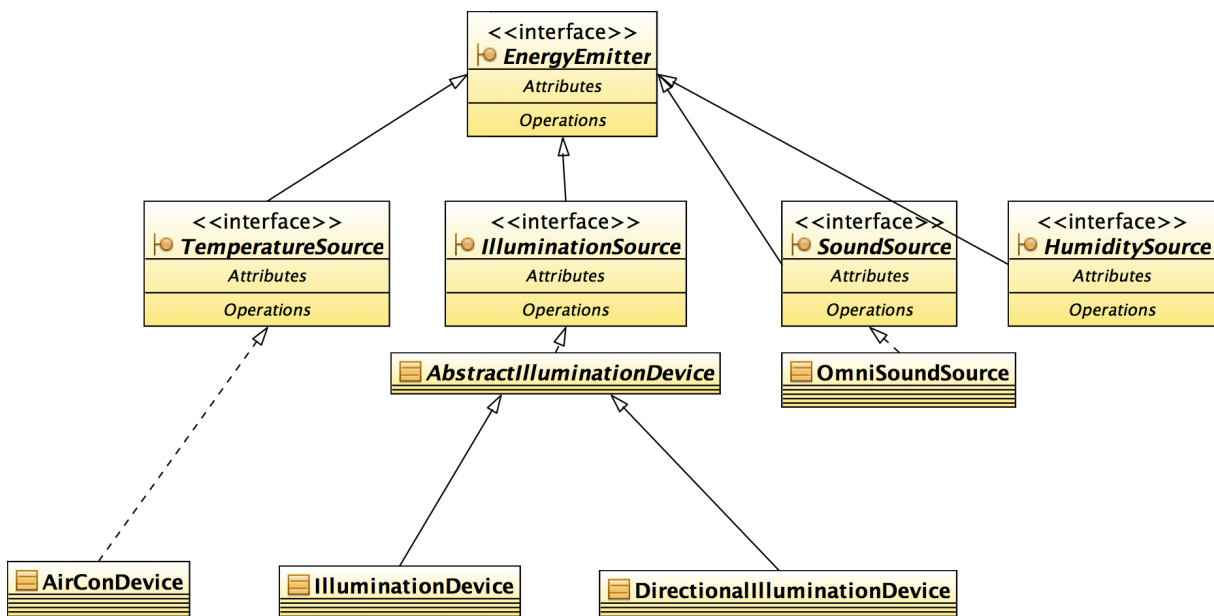 <<interface>>
EnergyEmitter
Attributes
Operations
<<interface>>
TemperatureSource
Attributes
Operations
<<interface>>
IlluminationSource
Attributes
Operations
<<interface>>
SoundSource
Attributes
Operations
<<interface>>
HumiditySource
Attributes
Operations
AbstractIlluminationDevice
OmniSoundSource
AirConDevice
IlluminationDevice
DirectionalIlluminationDevice